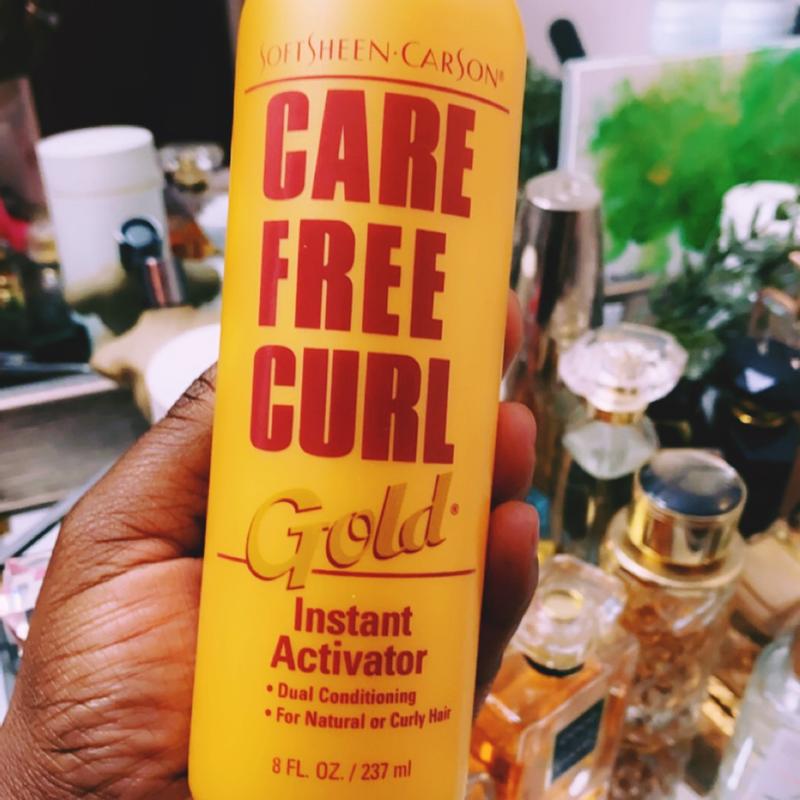 SOFTSHEEN·CARSON®
CARE
FREE
CURL
Gold®
Instant
Activator
• Dual Conditioning
• For Natural or Curly Hair
8 FL. OZ. / 237 ml